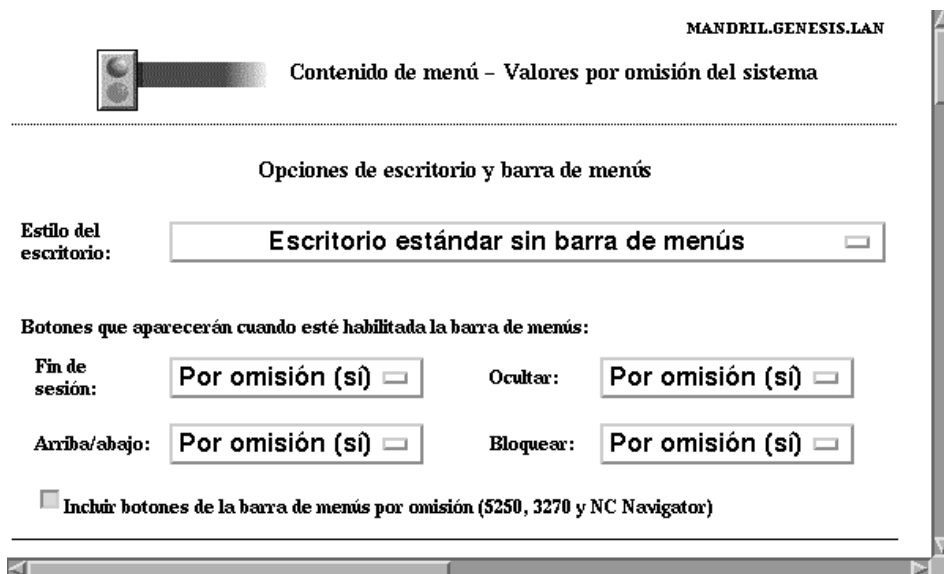 MANDRIL.GENESIS.LAN
Contenido de menú – Valores por omisión del sistema
Opciones de escritorio y barra de menús
Estilo del
escritorio:
Escritorio estándar sin barra de menús
Botones que aparecerán cuando esté habilitada la barra de menús:
Fin de
sesión:
Por omisión (sí)
Ocultar:
Por omisión (sí)
Arriba/abajo:
Por omisión (sí)
Bloquear:
Por omisión (sí)
Incluir botones de la barra de menús por omisión (5250, 3270 y NC Navigator)